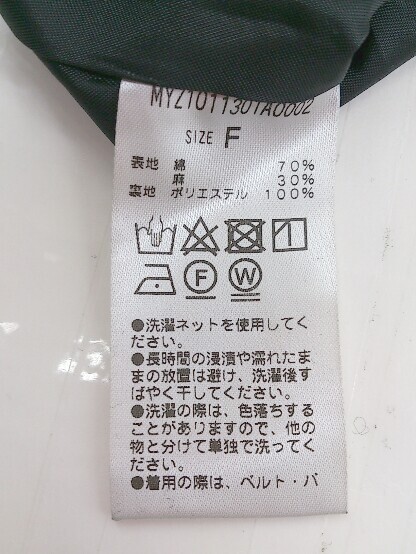 MYZ1011301A0002
SIZE F
表地 綿 70%
麻 30%
裏地 ポリエステル 100%
F W
●洗濯ネットを使用してく
ださい。
●長時間の浸漬や濡れたま
まの放置は避け、洗濯後す
ばやく干してください。
●洗濯の際は、色落ちする
ことがありますので、他の
物と分けて単独で洗ってく
ださい。
●着用の際は、ベルト・バ